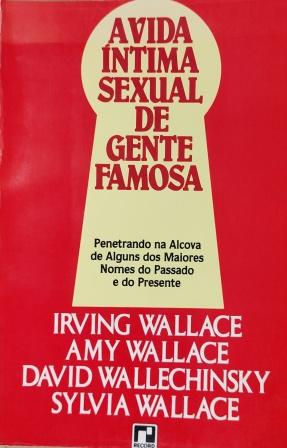 A VIDA
ÍNTIMA
SEXUAL
DE
GENTE
FAMOSA
Penetrando na Alcova
de Alguns dos Maiores
Nomes do Passado
e do Presente
IRVING WALLACE
AMY WALLACE
DAVID WALLECHINSKY
SYLVIA WALLACE
RECORD